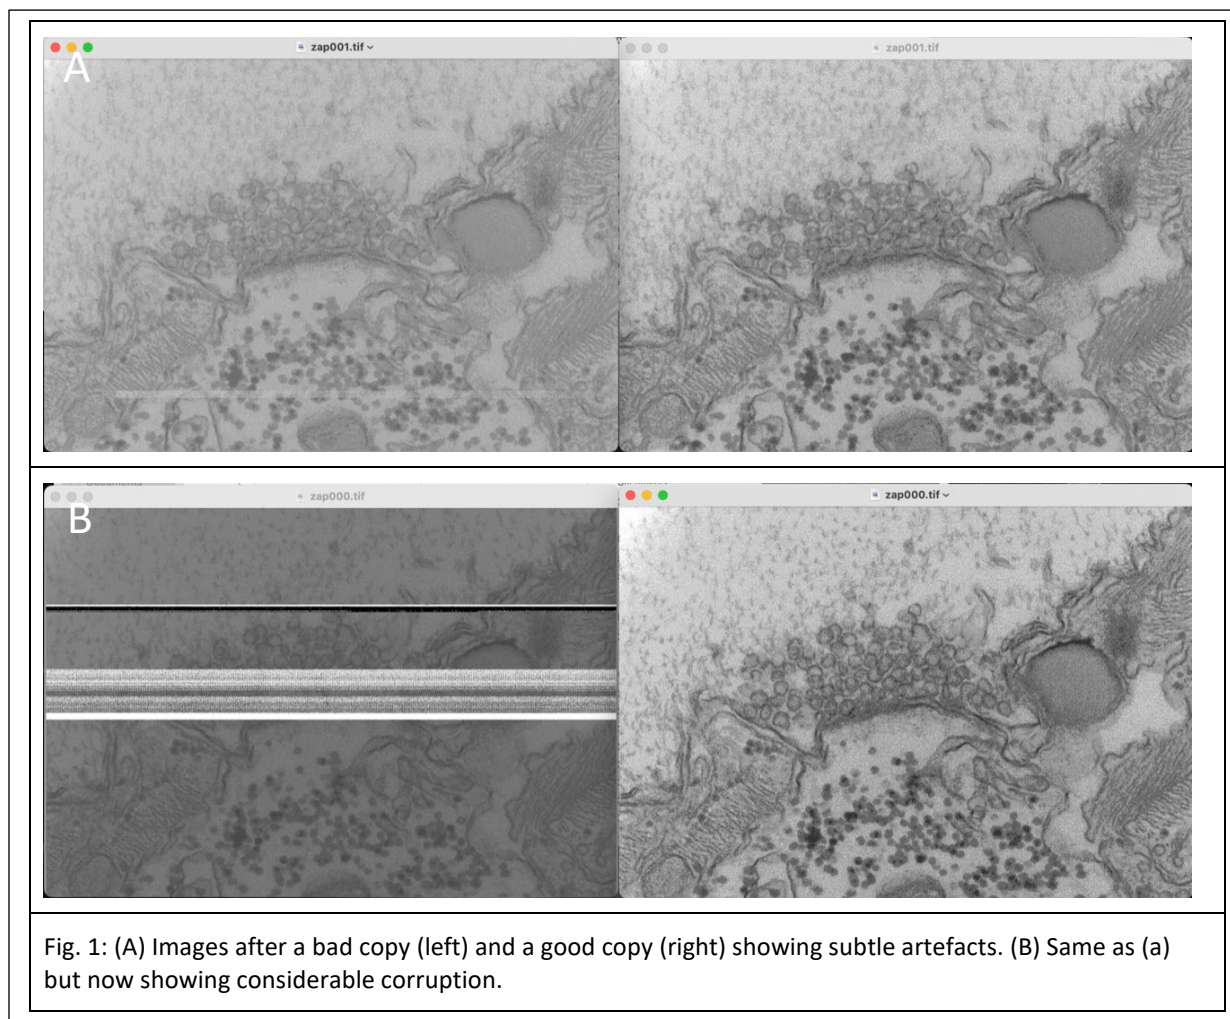 zap001.tif
zap001.tif
A
zap000.tif
zap000.tif
B
Fig. 1: (A) Images after a bad copy (left) and a good copy (right) showing subtle artefacts. (B) Same as (a)
but now showing considerable corruption.